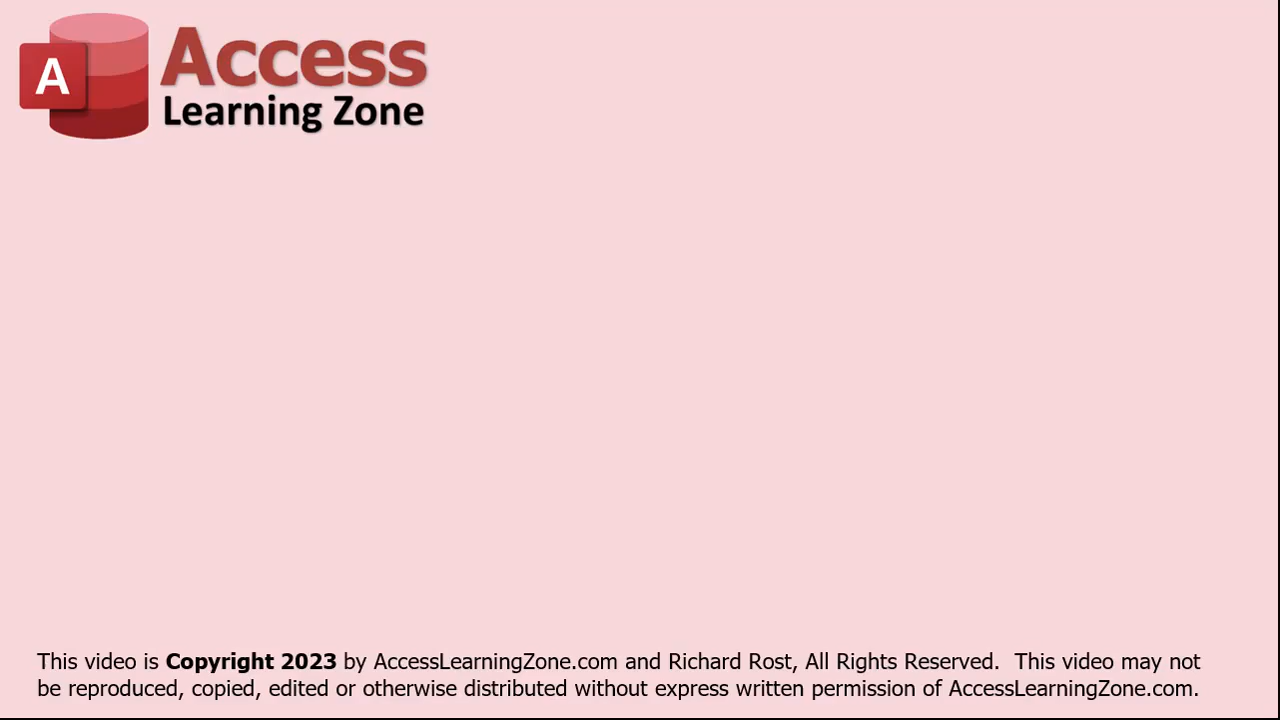 A
Access
Learning Zone
This video is Copyright 2023 by AccessLearningZone.com and Richard Rost, All Rights Reserved.  This video may not
be reproduced, copied, edited or otherwise distributed without express written permission of AccessLearningZone.com.